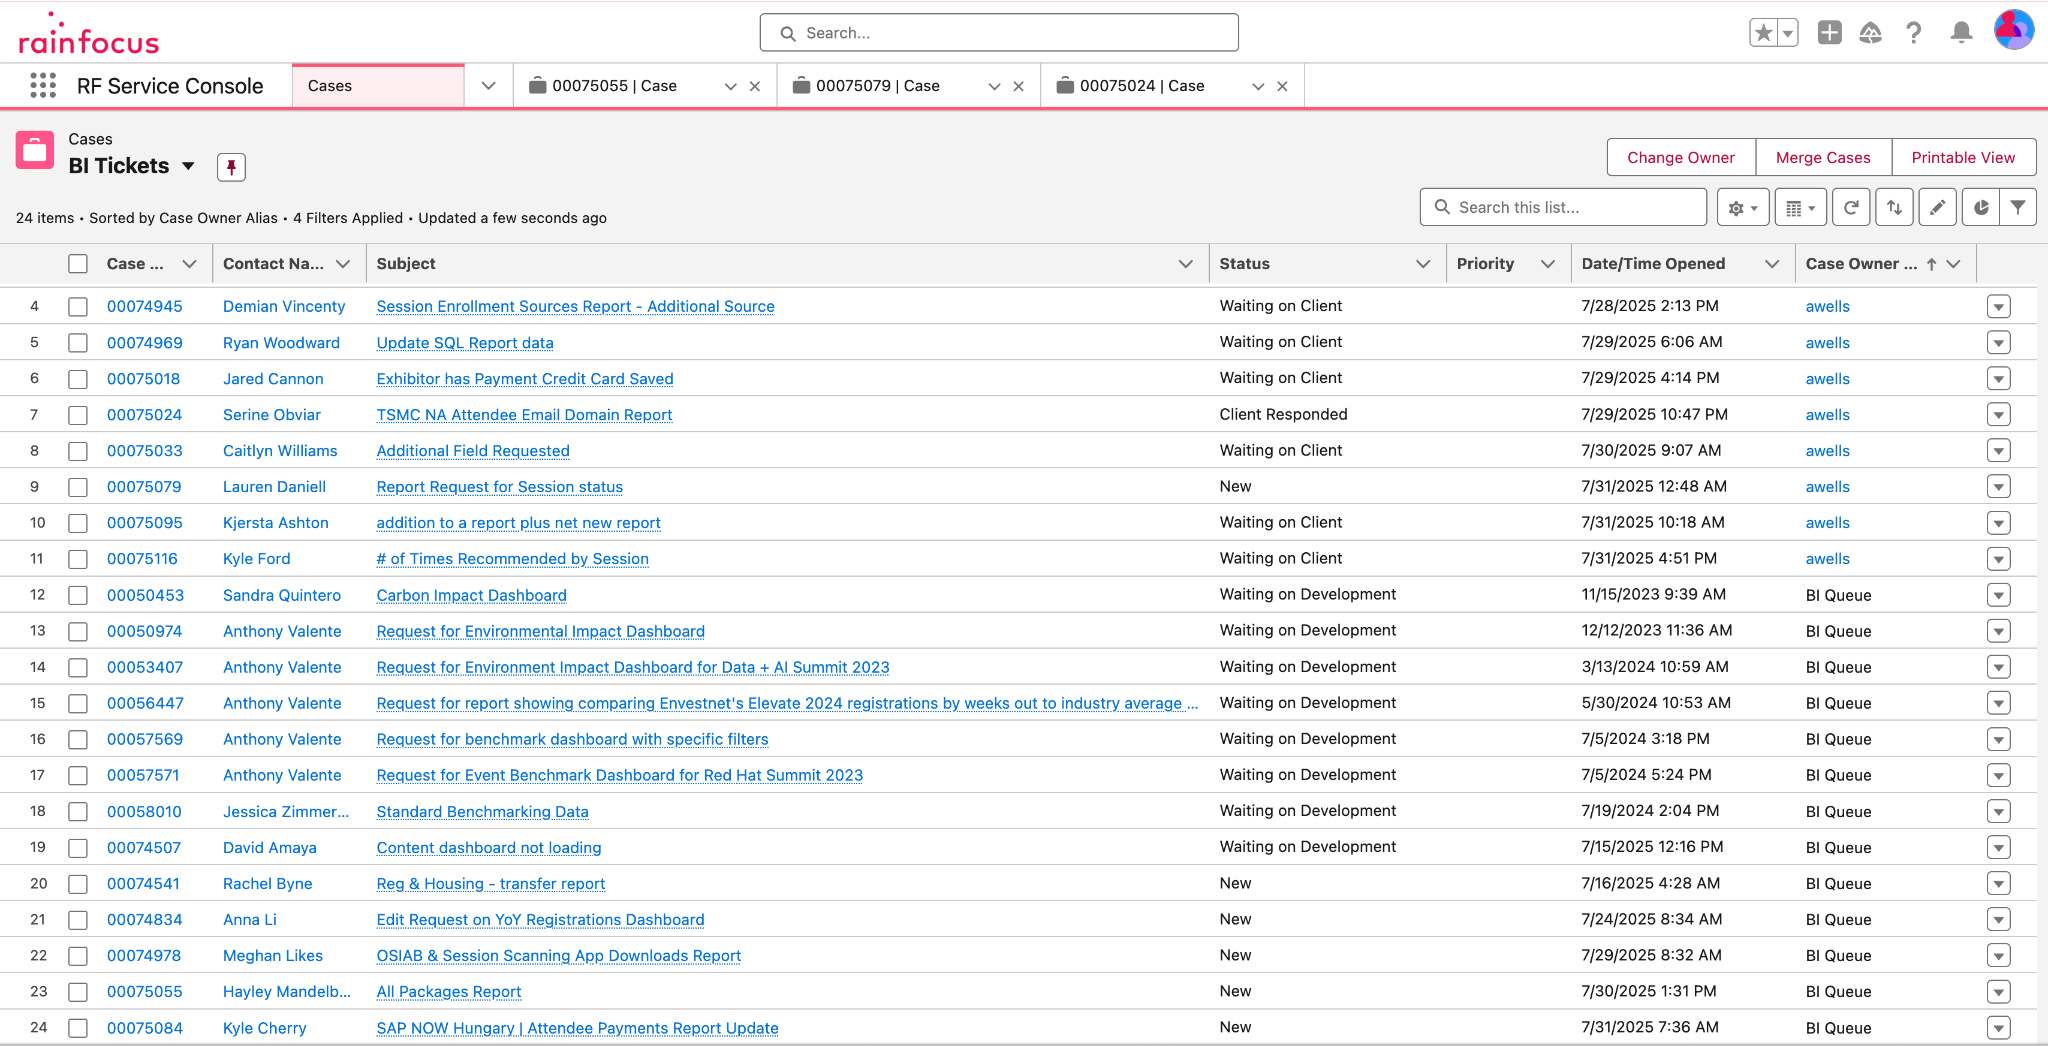 rainfocus
Search...
RF Service Console
Cases
00075055 | Case
00075079 | Case
00075024 | Case
Cases
BI Tickets
Change Owner
Merge Cases
Printable View
24 items • Sorted by Case Owner Alias • 4 Filters Applied • Updated a few seconds ago
Search this list...
Case ... Contact Na... Subject Status Priority Date/Time Opened Case Owner ...
4 00074945 Demian Vincenty Session Enrollment Sources Report - Additional Source Waiting on Client 7/28/2025 2:13 PM awells
5 00074969 Ryan Woodward Update SQL Report data Waiting on Client 7/29/2025 6:06 AM awells
6 00075018 Jared Cannon Exhibitor has Payment Credit Card Saved Waiting on Client 7/29/2025 4:14 PM awells
7 00075024 Serine Obviar TSMC NA Attendee Email Domain Report Client Responded 7/29/2025 10:47 PM awells
8 00075033 Caitlyn Williams Additional Field Requested Waiting on Client 7/30/2025 9:07 AM awells
9 00075079 Lauren Daniell Report Request for Session status New 7/31/2025 12:48 AM awells
10 00075095 Kjersta Ashton addition to a report plus net new report Waiting on Client 7/31/2025 10:18 AM awells
11 00075116 Kyle Ford # of Times Recommended by Session Waiting on Client 7/31/2025 4:51 PM awells
12 00050453 Sandra Quintero Carbon Impact Dashboard Waiting on Development 11/15/2023 9:39 AM BI Queue
13 00050974 Anthony Valente Request for Environmental Impact Dashboard Waiting on Development 12/12/2023 11:36 AM BI Queue
14 00053407 Anthony Valente Request for Environment Impact Dashboard for Data + AI Summit 2023 Waiting on Development 3/13/2024 10:59 AM BI Queue
15 00056447 Anthony Valente Request for report showing comparing Envestnet's Elevate 2024 registrations by weeks out to industry average ... Waiting on Development 5/30/2024 10:53 AM BI Queue
16 00057569 Anthony Valente Request for benchmark dashboard with specific filters Waiting on Development 7/5/2024 3:18 PM BI Queue
17 00057571 Anthony Valente Request for Event Benchmark Dashboard for Red Hat Summit 2023 Waiting on Development 7/5/2024 5:24 PM BI Queue
18 00058010 Jessica Zimmer... Standard Benchmarking Data Waiting on Development 7/19/2024 2:04 PM BI Queue
19 00074507 David Amaya Content dashboard not loading Waiting on Development 7/15/2025 12:16 PM BI Queue
20 00074541 Rachel Byne Reg & Housing - transfer report New 7/16/2025 4:28 AM BI Queue
21 00074834 Anna Li Edit Request on YoY Registrations Dashboard New 7/24/2025 8:34 AM BI Queue
22 00074978 Meghan Likes OSIAB & Session Scanning App Downloads Report New 7/29/2025 8:32 AM BI Queue
23 00075055 Hayley Mandelb... All Packages Report New 7/30/2025 1:31 PM BI Queue
24 00075084 Kyle Cherry SAP NOW Hungary | Attendee Payments Report Update New 7/31/2025 7:36 AM BI Queue